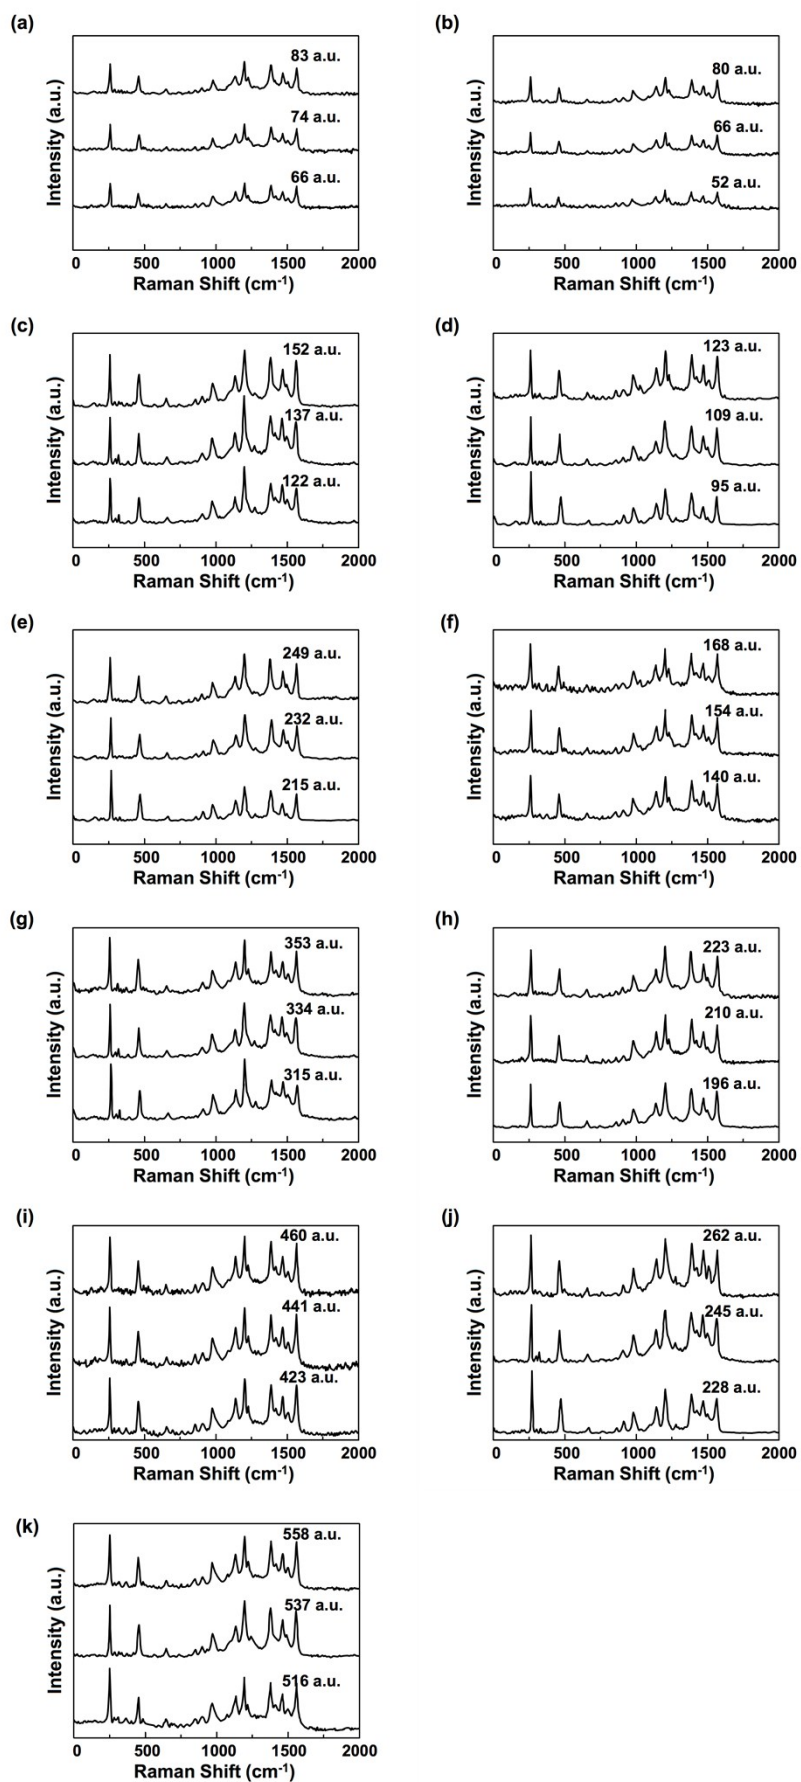 (a)
83 a.u.
74 a.u.
66 a.u.
Intensity (a.u.)
0 500 1000 1500 2000
Raman Shift (cm-1)
(b)
80 a.u.
66 a.u.
52 a.u.
Intensity (a.u.)
0 500 1000 1500 2000
Raman Shift (cm-1)
(c)
152 a.u.
137 a.u.
122 a.u.
Intensity (a.u.)
0 500 1000 1500 2000
Raman Shift (cm-1)
(d)
123 a.u.
109 a.u.
95 a.u.
Intensity (a.u.)
0 500 1000 1500 2000
Raman Shift (cm-1)
(e)
249 a.u.
232 a.u.
215 a.u.
Intensity (a.u.)
0 500 1000 1500 2000
Raman Shift (cm-1)
(f)
168 a.u.
154 a.u.
140 a.u.
Intensity (a.u.)
0 500 1000 1500 2000
Raman Shift (cm-1)
(g)
353 a.u.
334 a.u.
315 a.u.
Intensity (a.u.)
0 500 1000 1500 2000
Raman Shift (cm-1)
(h)
223 a.u.
210 a.u.
196 a.u.
Intensity (a.u.)
0 500 1000 1500 2000
Raman Shift (cm-1)
(i)
460 a.u.
441 a.u.
423 a.u.
Intensity (a.u.)
0 500 1000 1500 2000
Raman Shift (cm-1)
(j)
262 a.u.
245 a.u.
228 a.u.
Intensity (a.u.)
0 500 1000 1500 2000
Raman Shift (cm-1)
(k)
558 a.u.
537 a.u.
516 a.u.
Intensity (a.u.)
0 500 1000 1500 2000
Raman Shift (cm-1)